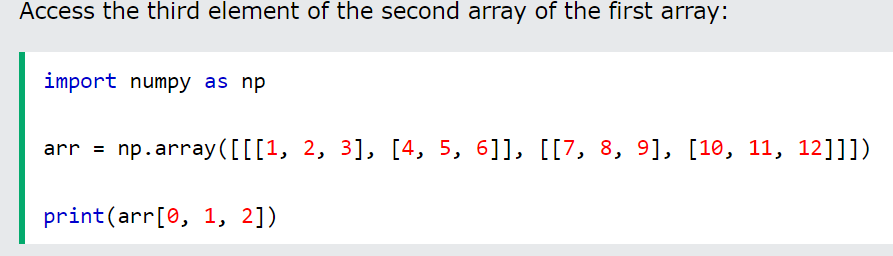 Access the third element of the second array of the first array:
import numpy as np
arr = np.array([[[1, 2, 3], [4, 5, 6]], [[7, 8, 9], [10, 11, 12]]])
print(arr[0, 1, 2])